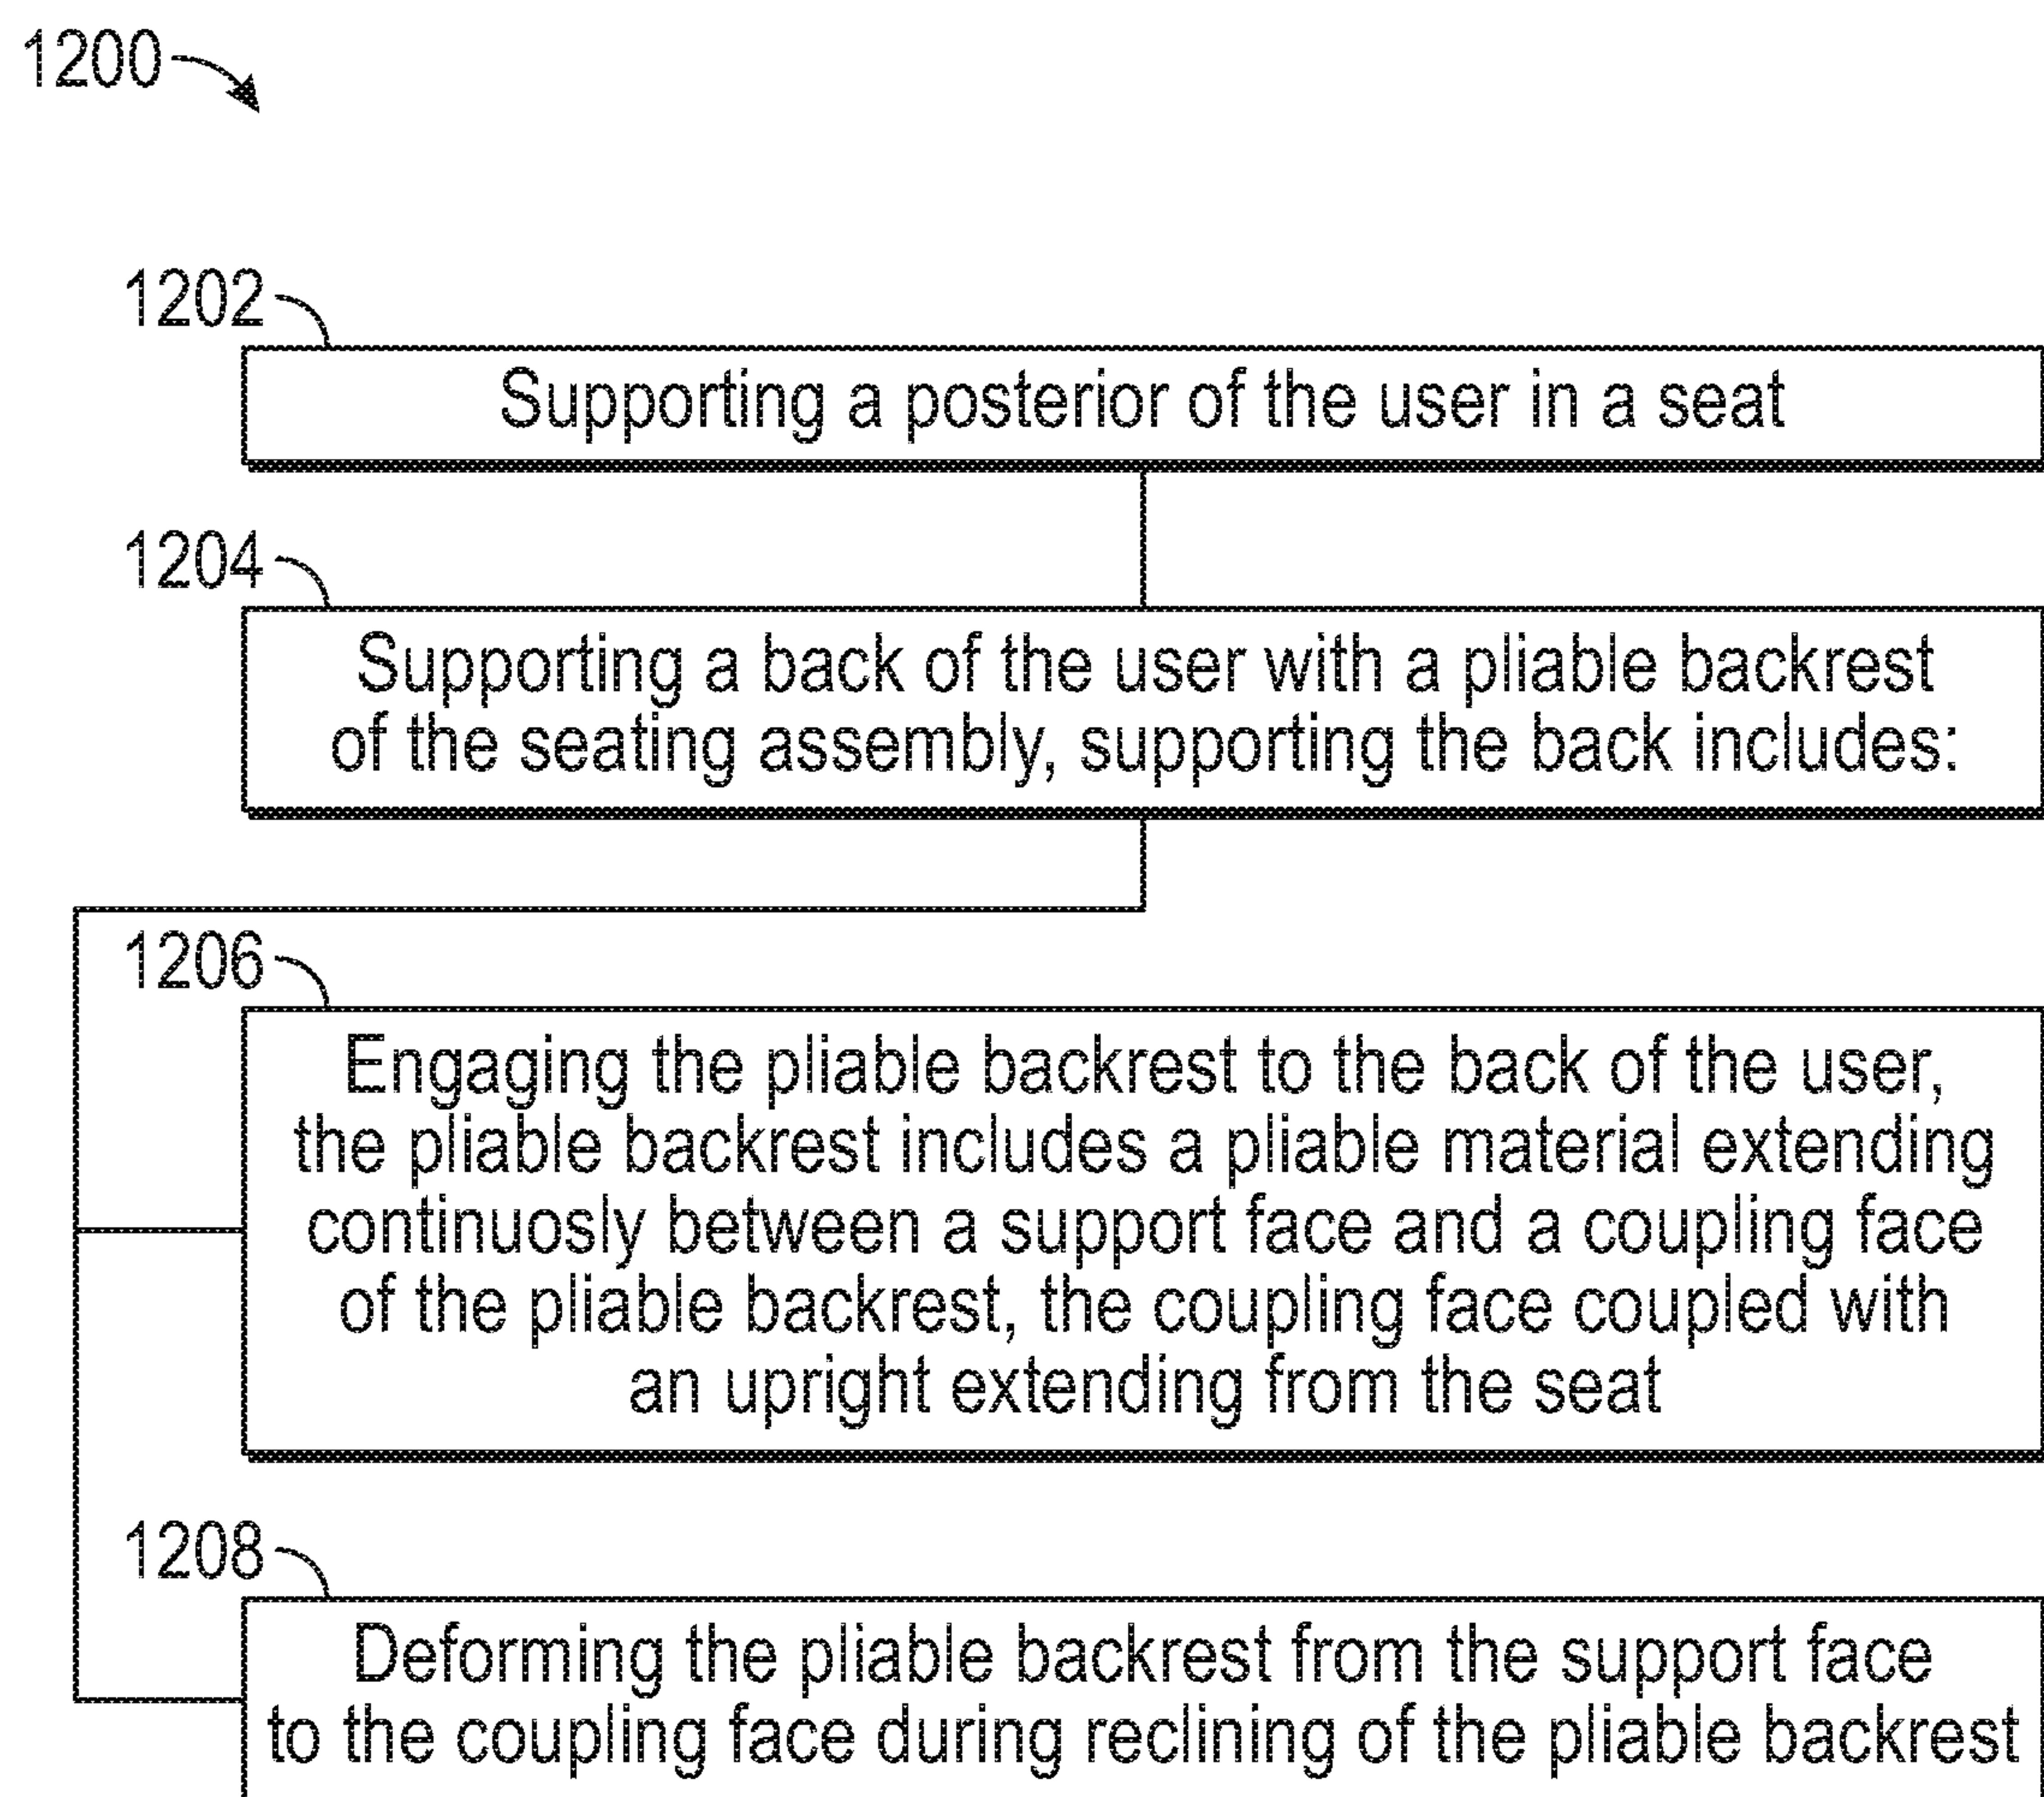 1200
1202
Supporting a posterior of the user in a seat
1204
Supporting a back of the user with a pliable backrest
of the seating assembly, supporting the back includes:
1206
Engaging the pliable backrest to the back of the user,
the pliable backrest includes a pliable material extending
continuosly between a support face and a coupling face
of the pliable backrest, the coupling face coupled with
an upright extending from the seat
1208
Deforming the pliable backrest from the support face
to the coupling face during reclining of the pliable backrest